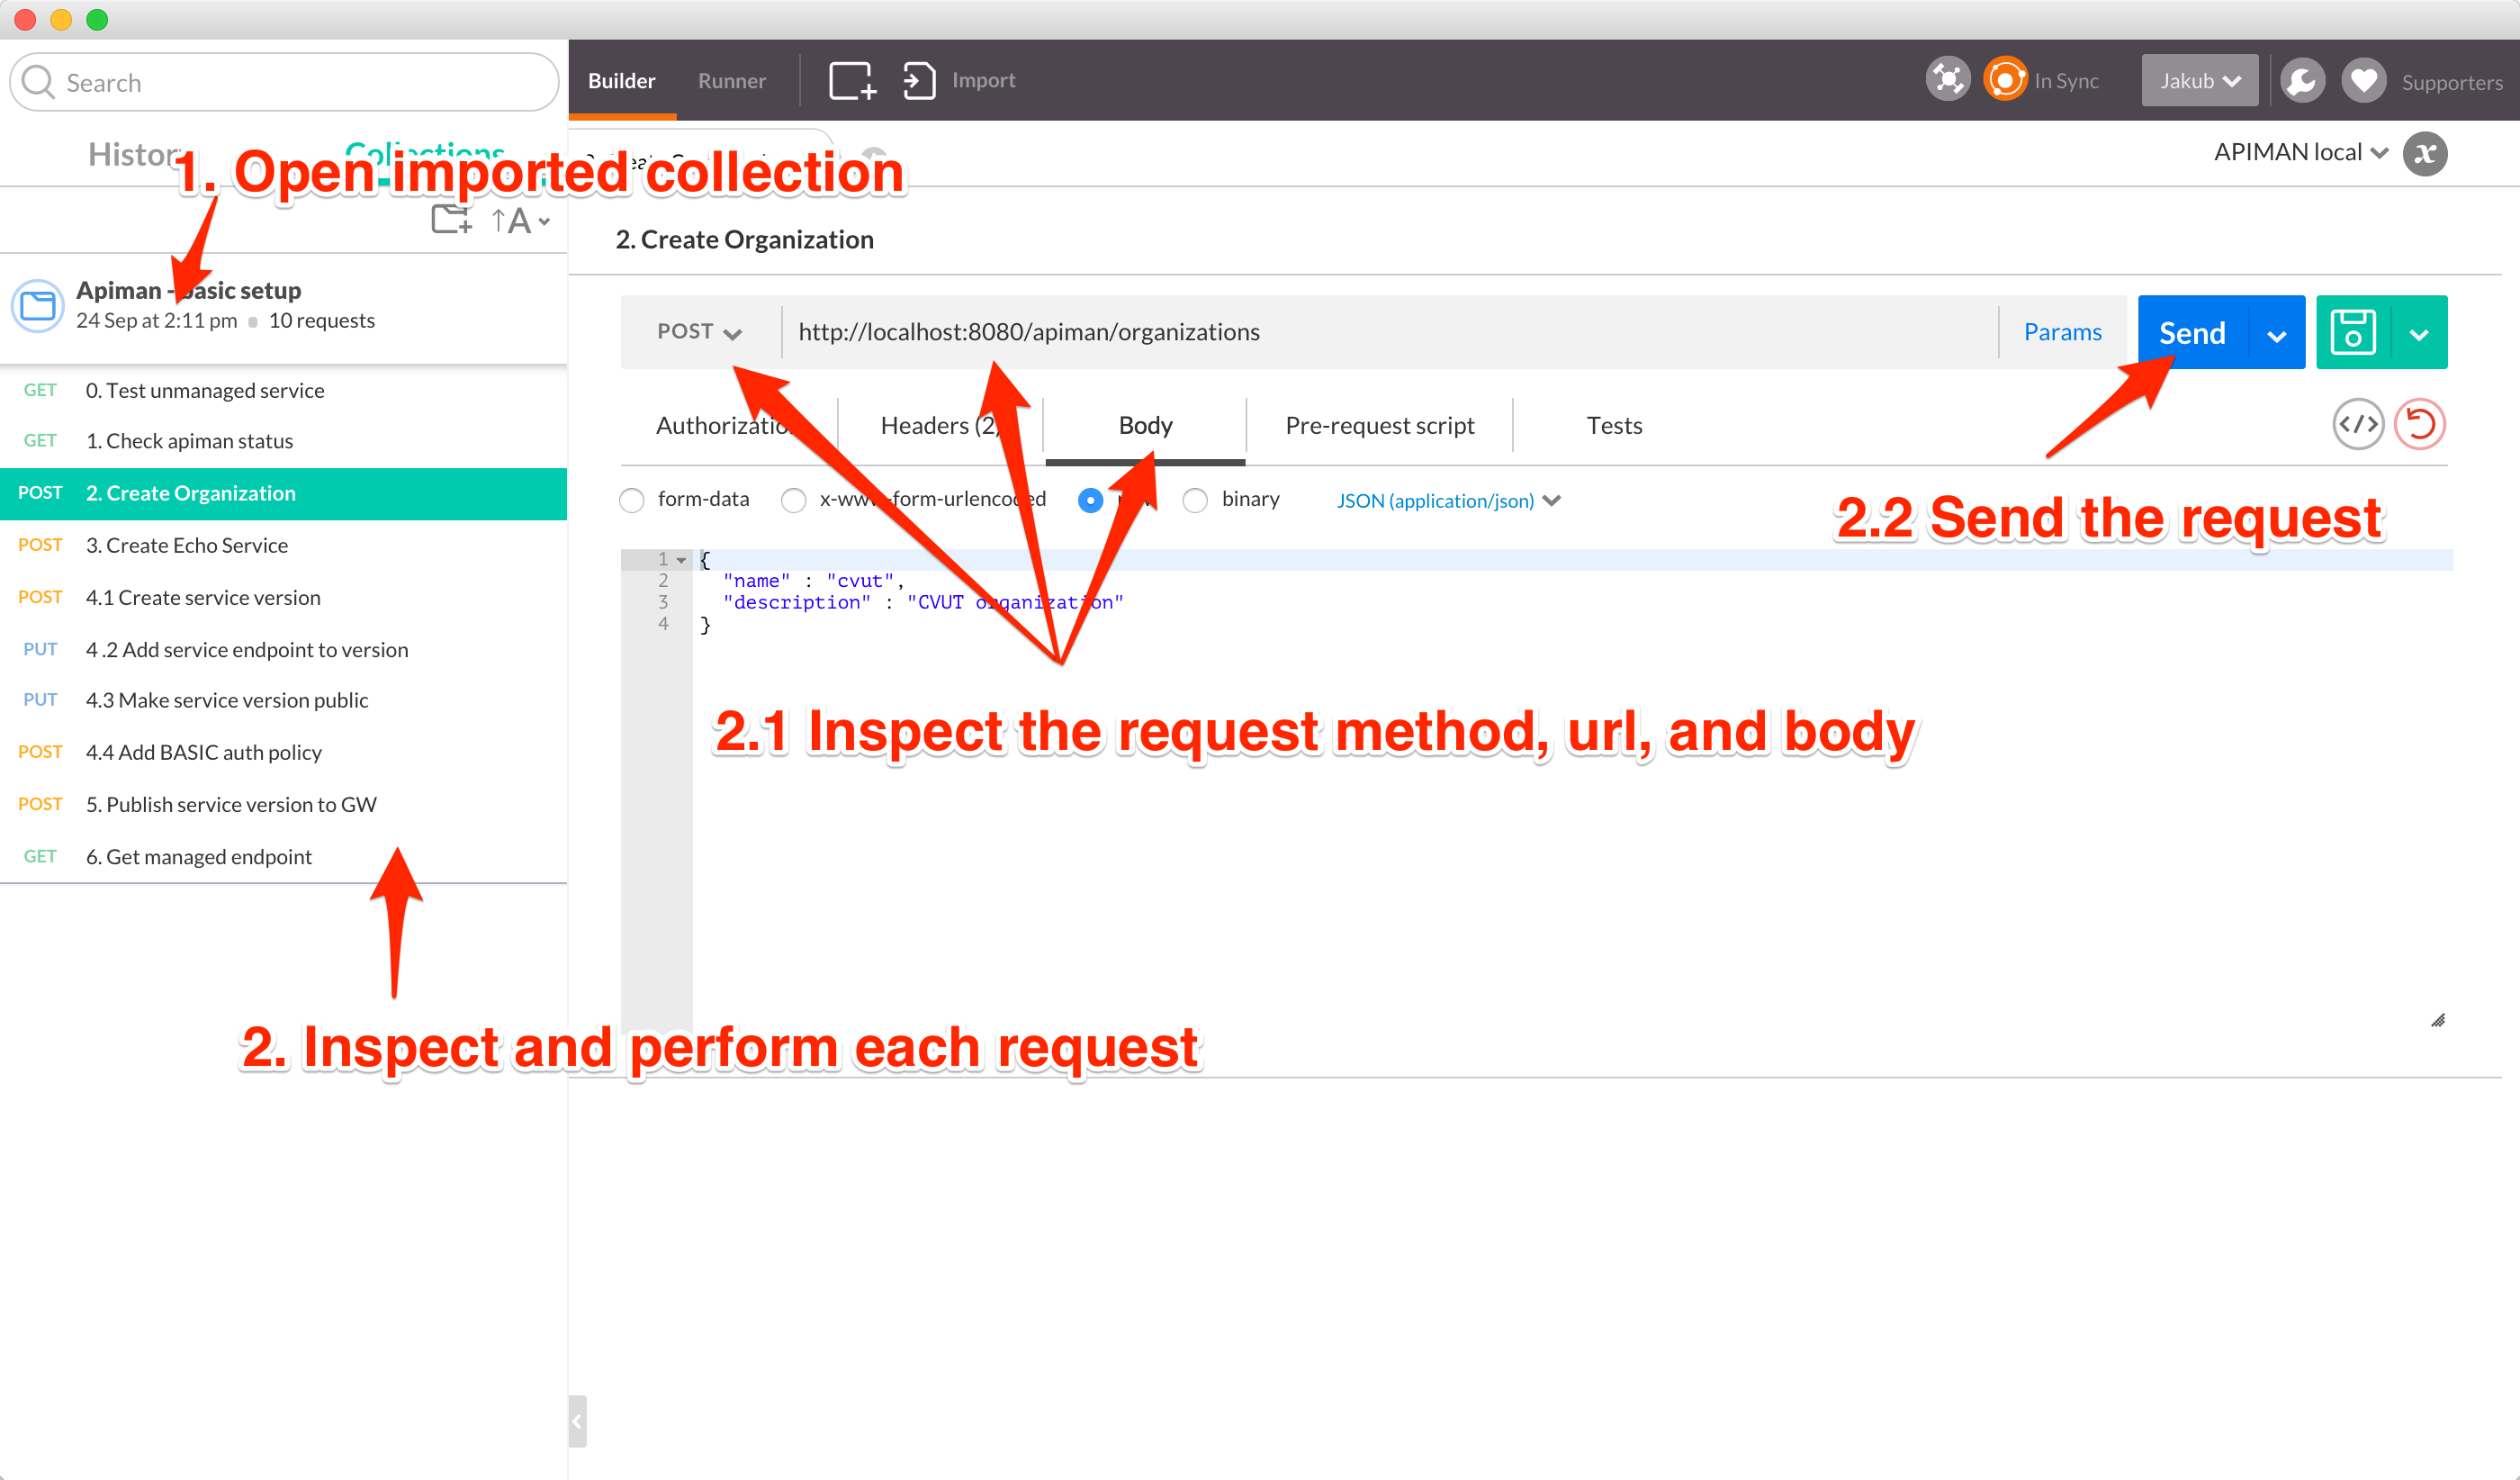 Search
Builder
Runner
Import
In Sync
Jakub
Supporters
History
Collections
1. Open imported collection
APIMAN local
x
↑A
2. Create Organization
Apiman - basic setup
24 Sep at 2:11 pm
10 requests
POST
http://localhost:8080/apiman/organizations
Params
Send
GET 0. Test unmanaged service
GET 1. Check apiman status
POST 2. Create Organization
POST 3. Create Echo Service
POST 4.1 Create service version
PUT 4 .2 Add service endpoint to version
PUT 4.3 Make service version public
POST 4.4 Add BASIC auth policy
POST 5. Publish service version to GW
GET 6. Get managed endpoint
Authorization
Headers (2)
Body
Pre-request script
Tests
</>
form-data
x-www-form-urlencoded
binary
JSON (application/json)
2.2 Send the request
1 {
2 "name" : "cvut",
3 "description" : "CVUT organization"
4 }
2.1 Inspect the request method, url, and body
2. Inspect and perform each request